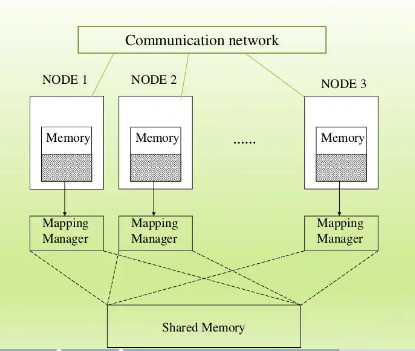 Communication network
NODE 1
NODE 2
NODE 3
Memory
Memory
......
Memory
Mapping
Manager
Mapping
Manager
Mapping
Manager
Shared Memory